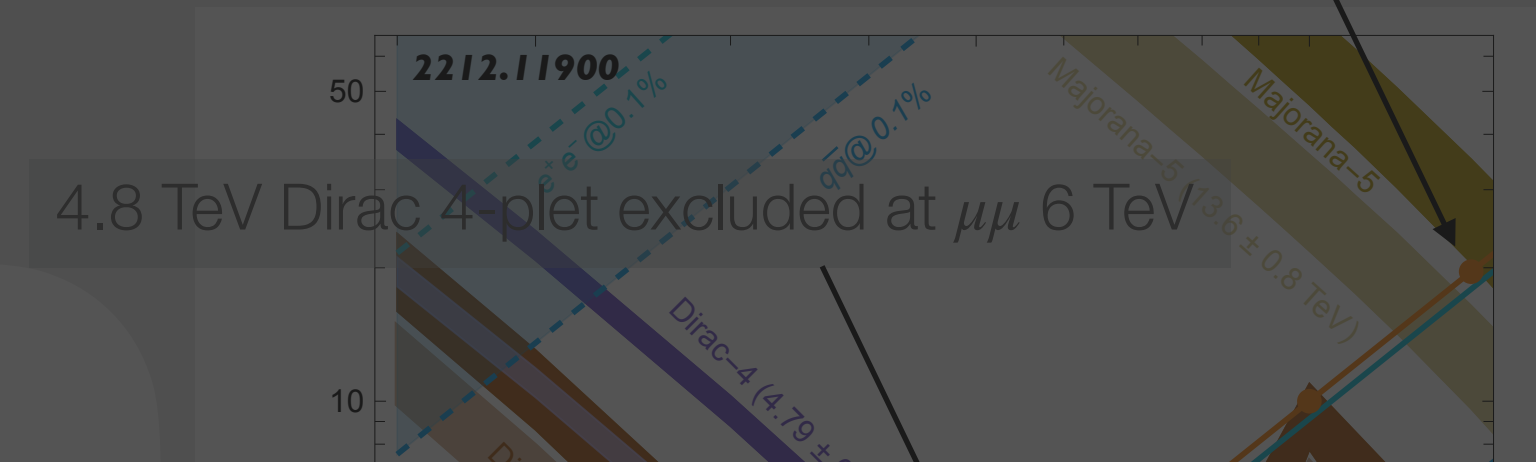 2212.11900
50
e⁺e⁻@0.1%
qq̅@0.1%
Majorana–5 (13.6 ± 0.8 TeV)
Majorana–5
4.8 TeV Dirac 4-plet excluded at μμ 6 TeV
Dirac–4 (4.79 ±
10